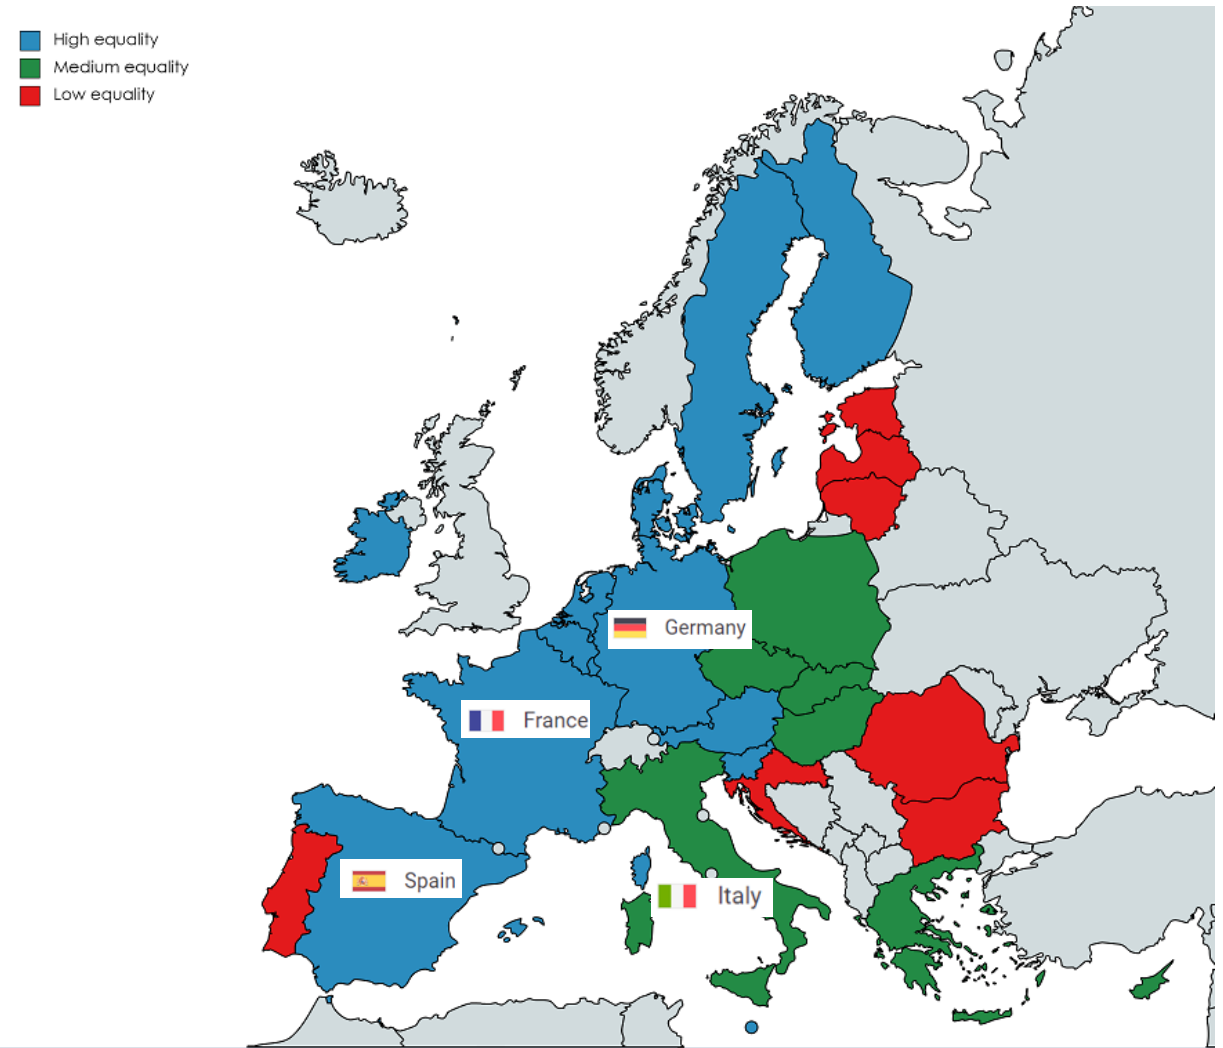 High equality
Medium equality
Low equality
Germany
France
Spain
Italy